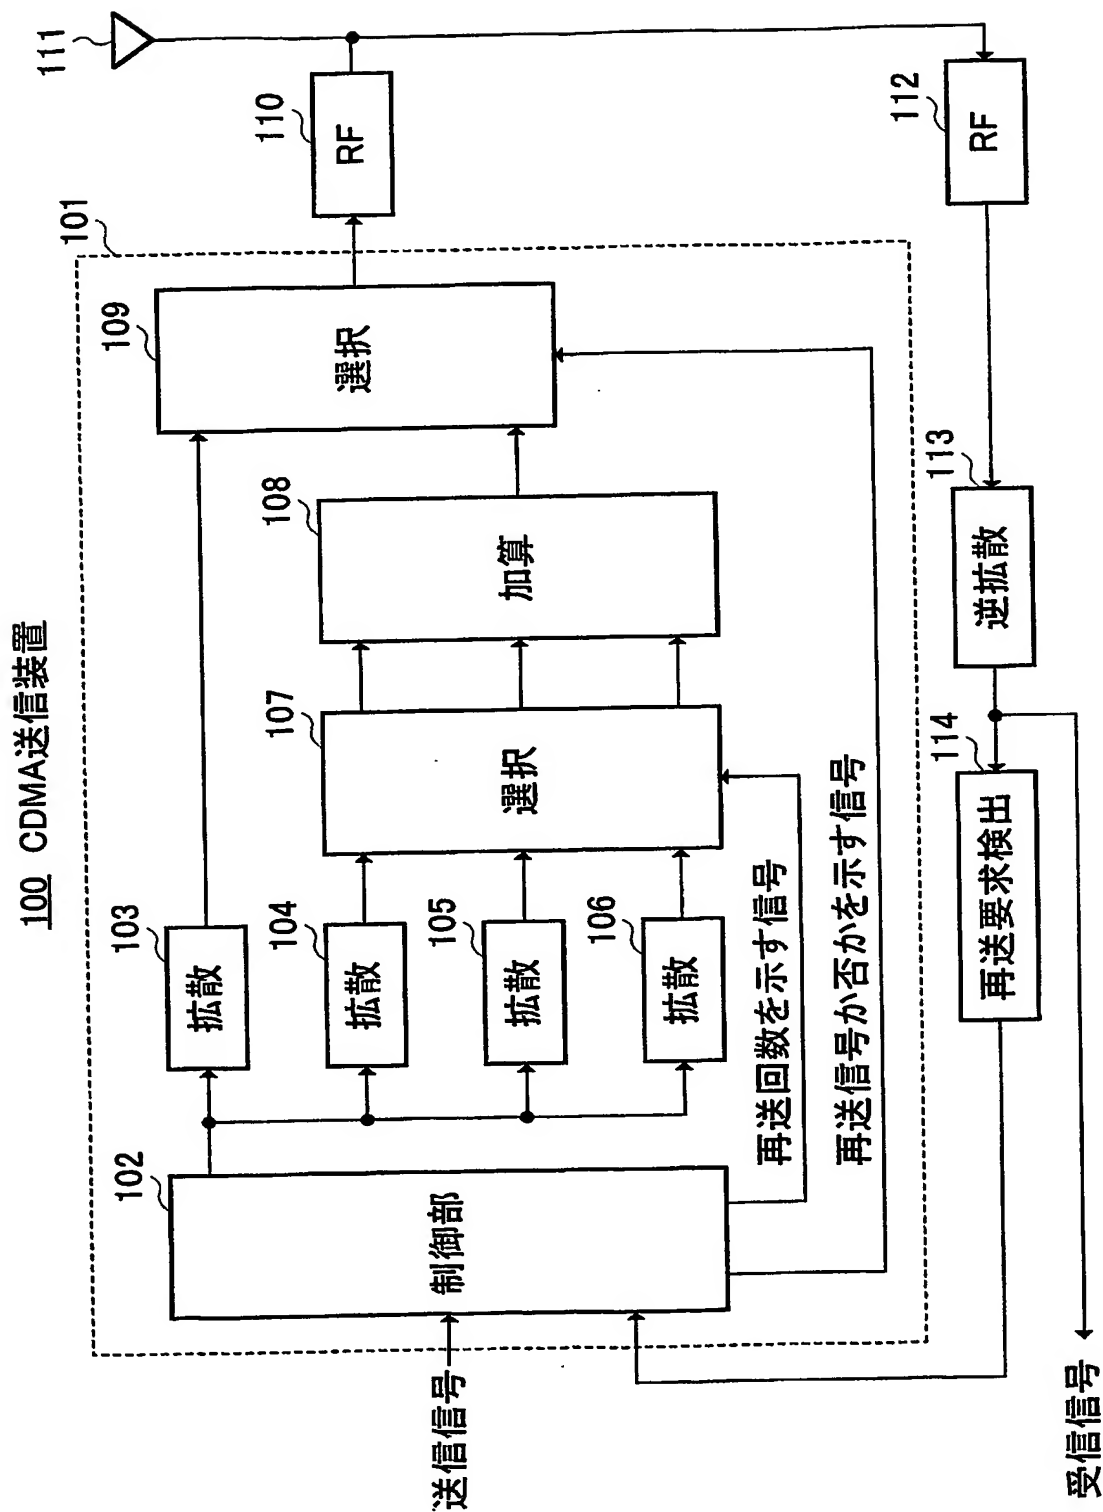 100 CDMA送信装置
101
送信信号
102
制御部
103
拡散
104
拡散
105
拡散
106
拡散
107
選択
108
加算
109
選択
110
RF
111
再送回数を示す信号
再送信号か否かを示す信号
112
RF
113
逆拡散
114
再送要求検出
受信信号